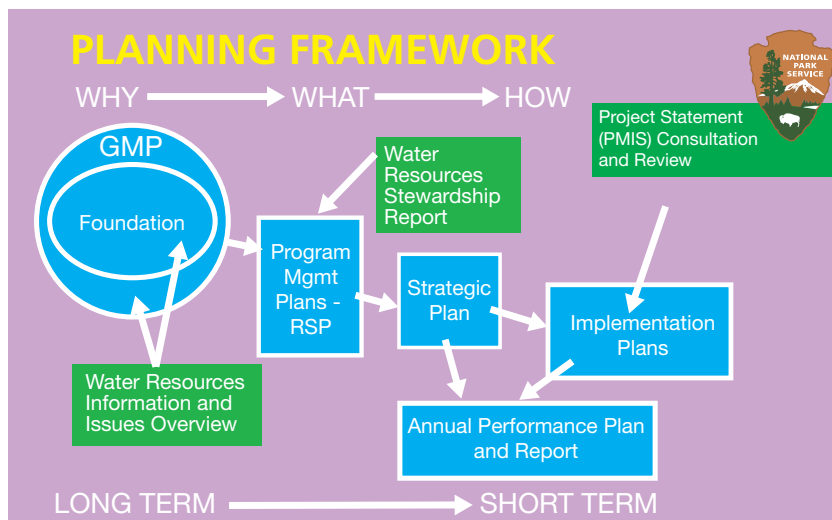 PLANNING FRAMEWORK
WHY WHAT HOW
NATIONAL
PARK
SERVICE
Project Statement
(PMIS) Consultation
and Review
GMP
Foundation
Water
Resources
Stewardship
Report
Program
Mgmt
Plans -
RSP
Strategic
Plan
Implementation
Plans
Water Resources
Information and
Issues Overview
Annual Performance Plan
and Report
LONG TERM SHORT TERM